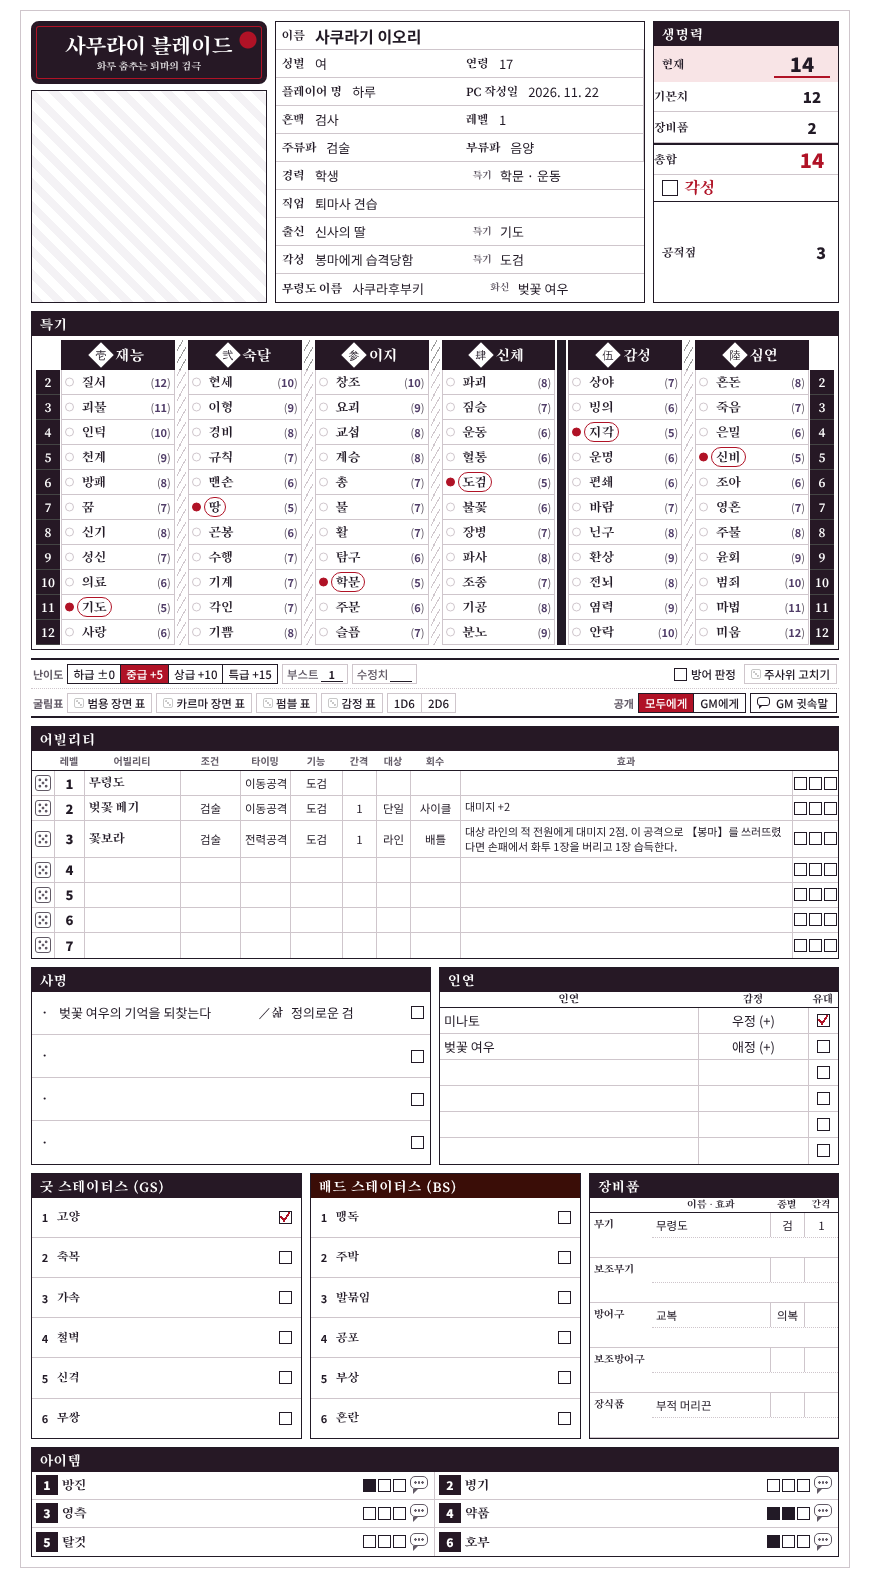 사무라이 블레이드
화투 춤추는 퇴마의 검극
이름 사쿠라기 이오리
성별 여 연령 17
플레이어 명 하루 PC 작성일 2026. 11. 22
혼백 검사 레벨 1
주류파 검술 부류파 음양
경력 학생 특기 학문 · 운동
직업 퇴마사 견습
출신 신사의 딸 특기 기도
각성 봉마에게 습격당함 특기 도검
무령도 이름 사쿠라후부키 화신 벚꽃 여우
생명력
현재 14
기본치 12
장비품 2
총합 14
각성
공적점 3
특기
壱 재능 弐 숙달 参 이지 肆 신체 伍 감성 陸 심연
2 질서 (12) 현세 (10) 창조 (10) 파괴 (8) 상야 (7) 혼돈 (8) 2
3 괴물 (11) 이형 (9) 요괴 (9) 짐승 (7) 빙의 (6) 죽음 (7) 3
4 인덕 (10) 경비 (8) 교섭 (8) 운동 (6) 지각 (5) 은밀 (6) 4
5 천계 (9) 규칙 (7) 계승 (8) 혈통 (6) 운명 (6) 신비 (5) 5
6 방패 (8) 맨손 (6) 총 (7) 도검 (5) 편쇄 (6) 조아 (6) 6
7 꿈 (7) 땅 (5) 물 (7) 불꽃 (6) 바람 (7) 영혼 (7) 7
8 신기 (8) 곤봉 (6) 활 (7) 장병 (7) 닌구 (8) 주물 (8) 8
9 성신 (7) 수행 (7) 탐구 (6) 파사 (8) 환상 (9) 윤회 (9) 9
10 의료 (6) 기계 (7) 학문 (5) 조종 (7) 전뇌 (8) 범죄 (10) 10
11 기도 (5) 각인 (7) 주문 (6) 기공 (8) 염력 (9) 마법 (11) 11
12 사랑 (6) 기쁨 (8) 슬픔 (7) 분노 (9) 안락 (10) 미움 (12) 12
난이도 하급 ±0 중급 +5 상급 +10 특급 +15 부스트 1 수정치 방어 판정 주사위 고치기
굴림표 범용 장면 표 카르마 장면 표 펌블 표 감정 표 1D6 2D6 공개 모두에게 GM에게 GM 귓속말
어빌리티
레벨 어빌리티 조건 타이밍 기능 간격 대상 회수 효과
1 무령도 이동공격 도검
2 벚꽃 베기 검술 이동공격 도검 1 단일 사이클 대미지 +2
3 꽃보라 검술 전력공격 도검 1 라인 배틀 대상 라인의 적 전원에게 대미지 2점. 이 공격으로 【봉마】를 쓰러뜨렸
다면 손패에서 화투 1장을 버리고 1장 습득한다.
4
5
6
7
사명
· 벚꽃 여우의 기억을 되찾는다 ／삶 정의로운 검
·
·
·
인연
인연 감정 유대
미나토 우정 (+)
벚꽃 여우 애정 (+)
굿 스테이터스 (GS)
1 고양
2 축복
3 가속
4 철벽
5 신격
6 무쌍
배드 스테이터스 (BS)
1 맹독
2 주박
3 발묶임
4 공포
5 부상
6 혼란
장비품
이름 · 효과 종별 간격
무기 무령도 검 1
보조무기
방어구 교복 의복
보조방어구
장식품 부적 머리끈
아이템
1 방진 2 병기
3 영측 4 약품
5 탈것 6 호부